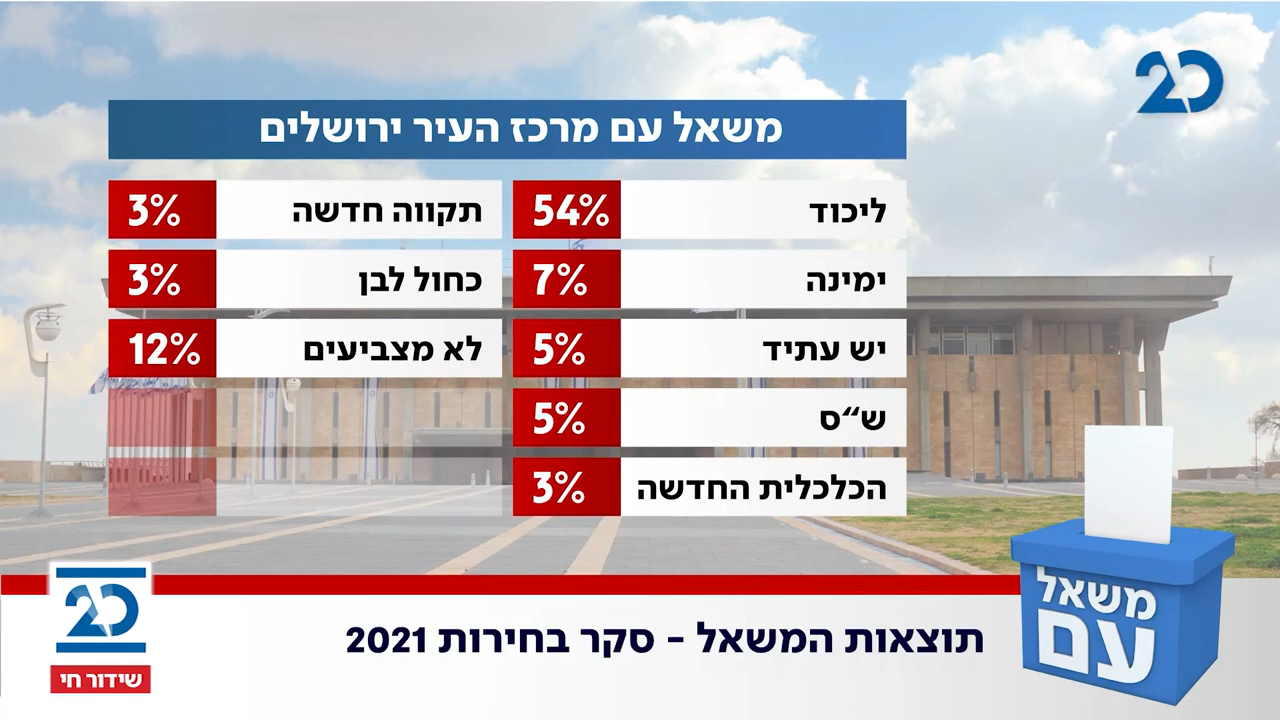 20
משאל עם מרכז העיר ירושלים
ליכוד 54%
ימינה 7%
יש עתיד 5%
ש“ס 5%
הכלכלית החדשה 3%
תקווה חדשה 3%
כחול לבן 3%
לא מצביעים 12%
משאל
עם
תוצאות המשאל - סקר בחירות 2021
20
שידור חי